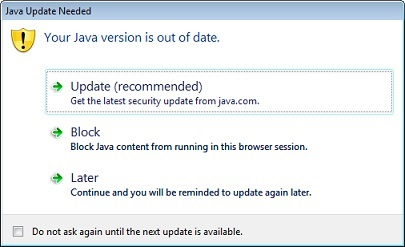 Java Update Needed
Your Java version is out of date.
Update (recommended)
Get the latest security update from java.com.
Block
Block Java content from running in this browser session.
Later
Continue and you will be reminded to update again later.
Do not ask again until the next update is available.